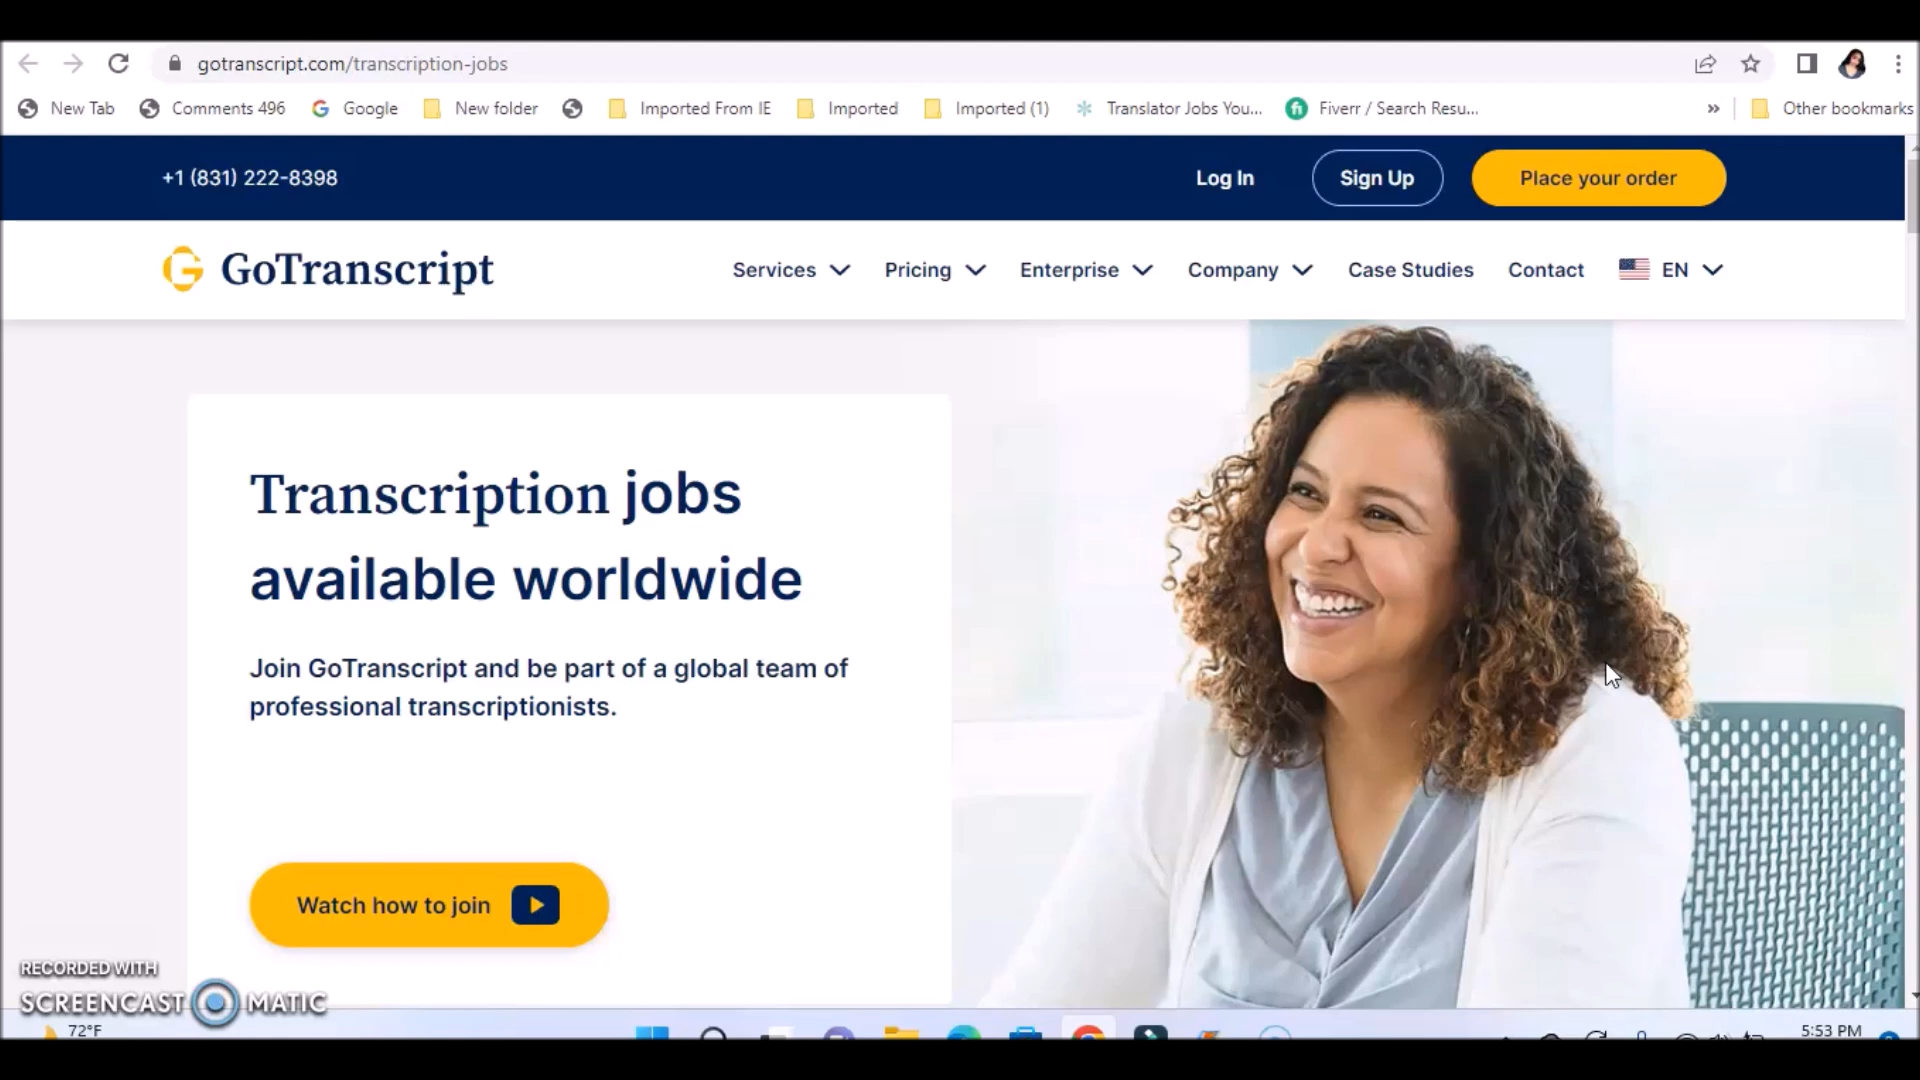 gotranscript.com/transcription-jobs
New Tab
Comments 496
Google
New folder
Imported From IE
Imported
Imported (1)
Translator Jobs You...
Fiverr / Search Resu...
»
Other bookmarks
+1 (831) 222-8398
Log In
Sign Up
Place your order
GoTranscript
Services
Pricing
Enterprise
Company
Case Studies
Contact
EN
Transcription jobs
available worldwide
Join GoTranscript and be part of a global team of
professional transcriptionists.
Watch how to join
RECORDED WITH
SCREENCAST MATIC
72°F
5:53 PM